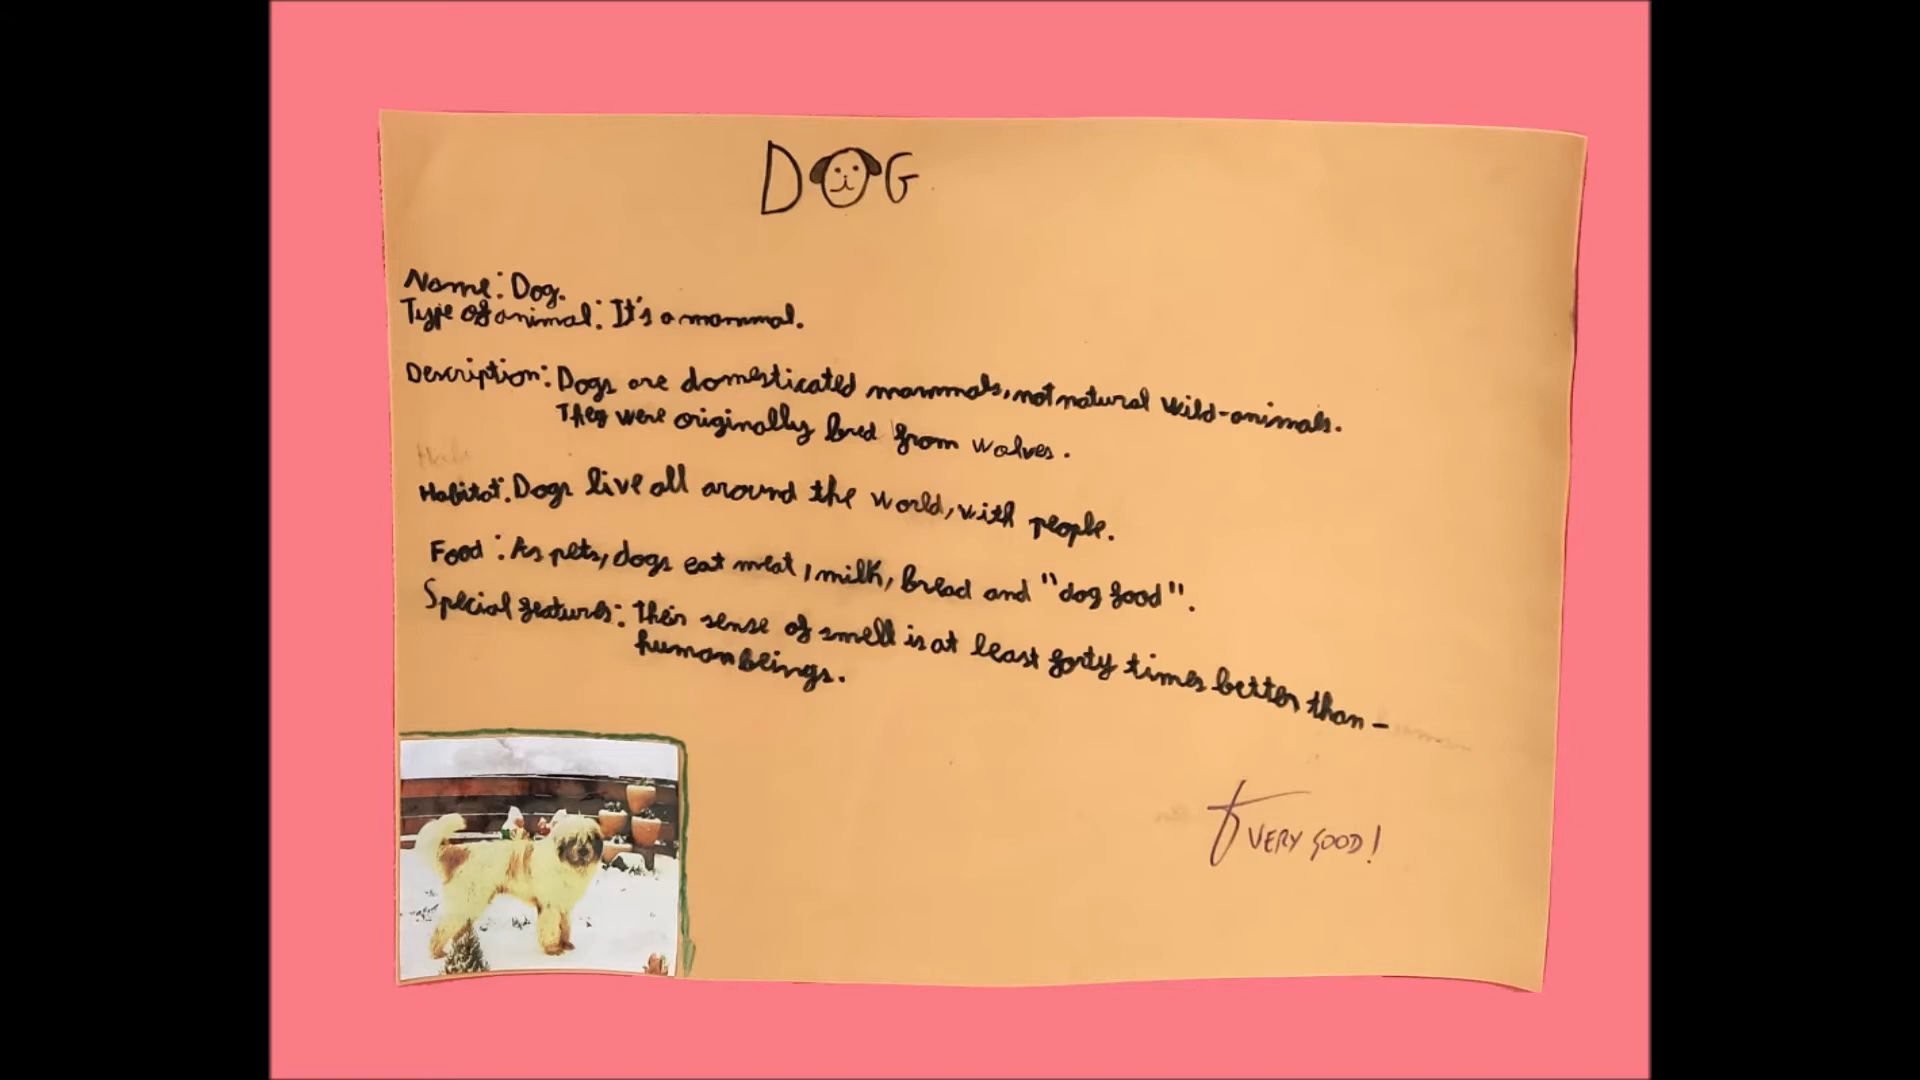 DOG
Name: Dog.
Type of animal: It's a mammal.
Description: Dogs are domesticated mammals, not natural wild-animals.
They were originally bred from wolves.
Habitat: Dogs live all around the world, with people.
Food: As pets, dogs eat meat, milk, bread and "dog food".
Special features: Their sense of smell is at least forty times better than-
human beings.
VERY GOOD!